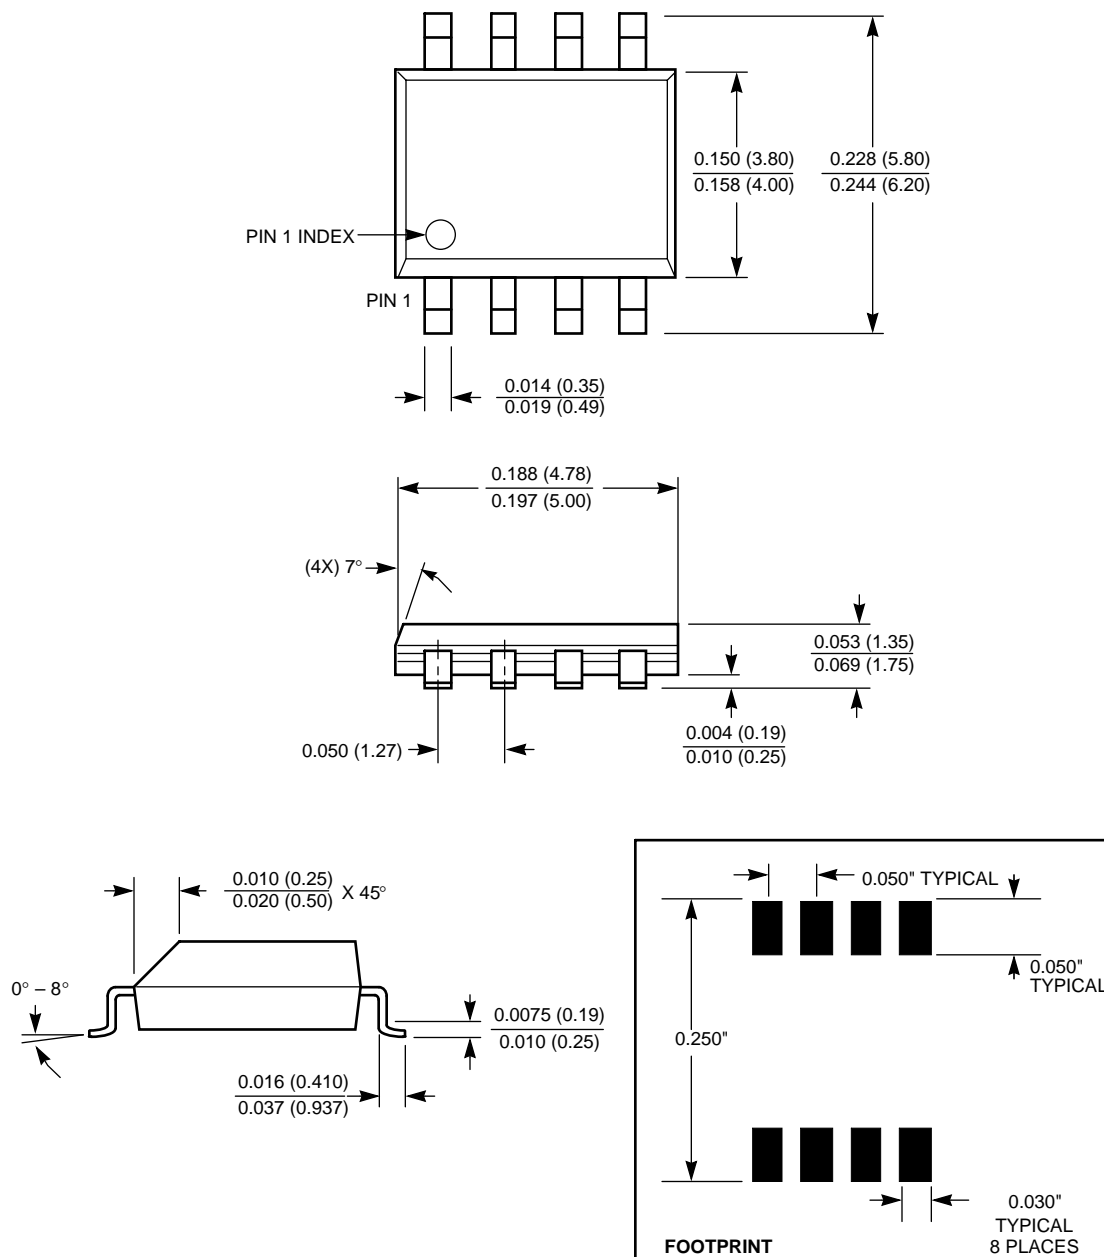 0.150 (3.80)
0.158 (4.00)
0.228 (5.80)
0.244 (6.20)
PIN 1 INDEX
PIN 1
0.014 (0.35)
0.019 (0.49)
0.188 (4.78)
0.197 (5.00)
(4X) 7°
0.053 (1.35)
0.069 (1.75)
0.004 (0.19)
0.010 (0.25)
0.050 (1.27)
0.010 (0.25)
0.020 (0.50)
X 45°
0° – 8°
0.0075 (0.19)
0.010 (0.25)
0.016 (0.410)
0.037 (0.937)
0.050" TYPICAL
0.050"
TYPICAL
0.250"
0.030"
TYPICAL
8 PLACES
FOOTPRINT